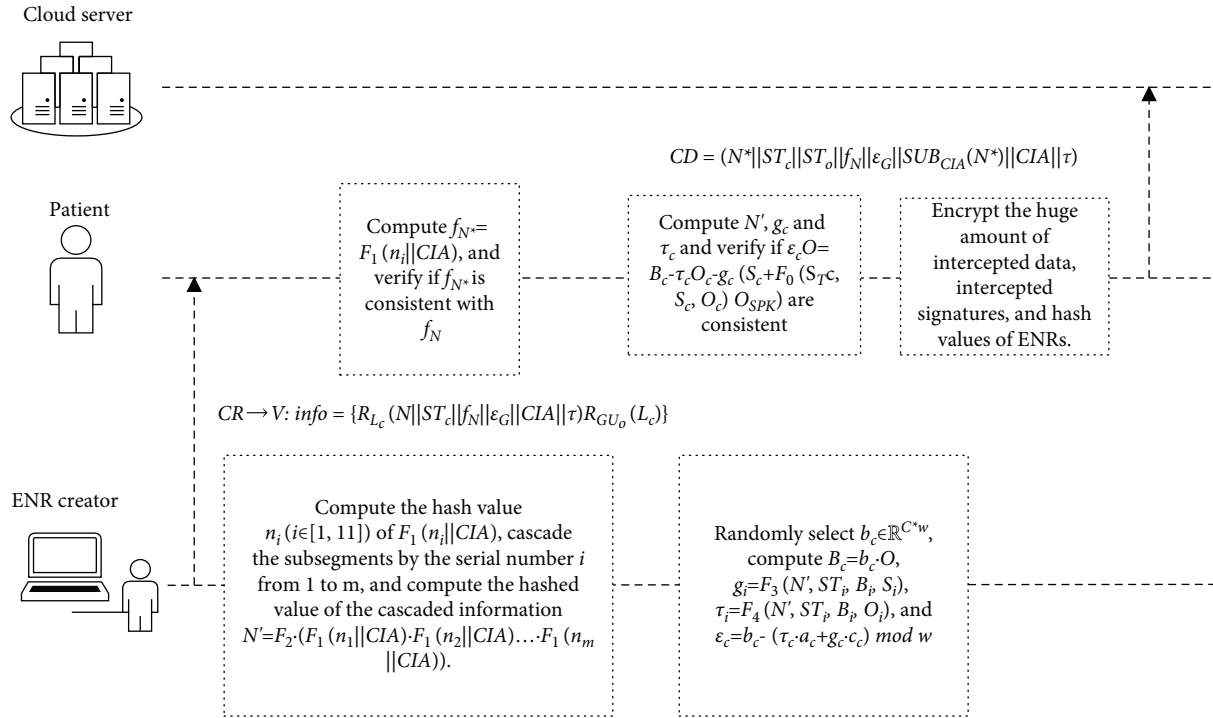 Cloud server
CD = (N*||ST_c||ST_o||f_N||ε_G||SUB_CIA(N*)||CIA||τ)
Patient
Compute f_N*=
F_1 (n_i||CIA), and
verify if f_N* is
consistent with
f_N
Compute N′, g_c and
τ_c and verify if ε_cO=
B_c-τ_cO_c-g_c (S_c+F_0 (S_Tc,
S_c, O_c) O_SPK) are
consistent
Encrypt the huge
amount of
intercepted data,
intercepted
signatures, and hash
values of ENRs.
CR→V: info = {R_L_c (N||ST_c||f_N||ε_G||CIA||τ)R_GU_o (L_c)}
ENR creator
Compute the hash value
n_i (i∈[1, 11]) of F_1 (n_i||CIA), cascade
the subsegments by the serial number i
from 1 to m, and compute the hashed
value of the cascaded information
N′=F_2·(F_1 (n_1||CIA)·F_1 (n_2||CIA)…·F_1 (n_m
||CIA)).
Randomly select b_c∈ℝ^C*w,
compute B_c=b_c·O,
g_i=F_3 (N′, ST_i, B_i, S_i),
τ_i=F_4 (N′, ST_i, B_i, O_i), and
ε_c=b_c- (τ_c·a_c+g_c·c_c) mod w